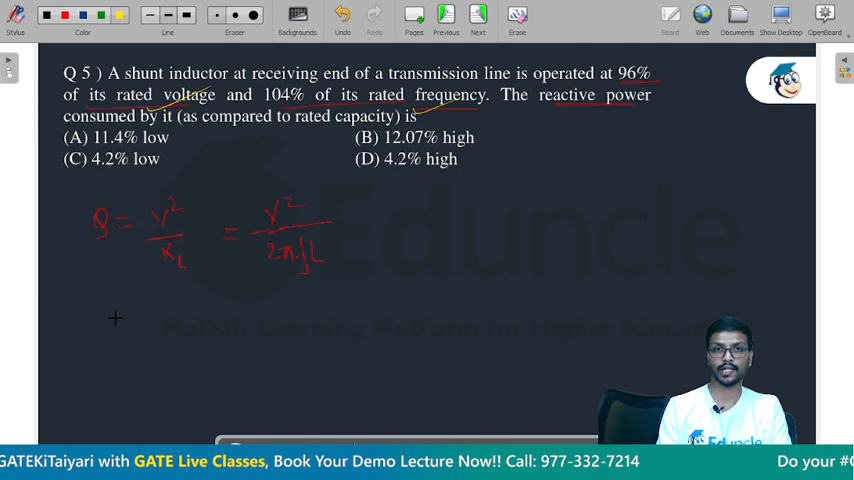 Stylus
Color
Line
Eraser
Backgrounds
Undo
Redo
Pages
Previous
Next
Erase
Board
Web
Documents
Show Desktop
OpenBoard
Q 5 ) A shunt inductor at receiving end of a transmission line is operated at 96%
of its rated voltage and 104% of its rated frequency. The reactive power
consumed by it (as compared to rated capacity) is
(A) 11.4% low (B) 12.07% high
(C) 4.2% low (D) 4.2% high
Q = V² / X_L = V² / 2πfL
Eduncle
Holistic Learning Platform for Higher Educat
Eduncle
GATEKiTaiyari with GATE Live Classes, Book Your Demo Lecture Now!! Call: 977-332-7214 Do your #G